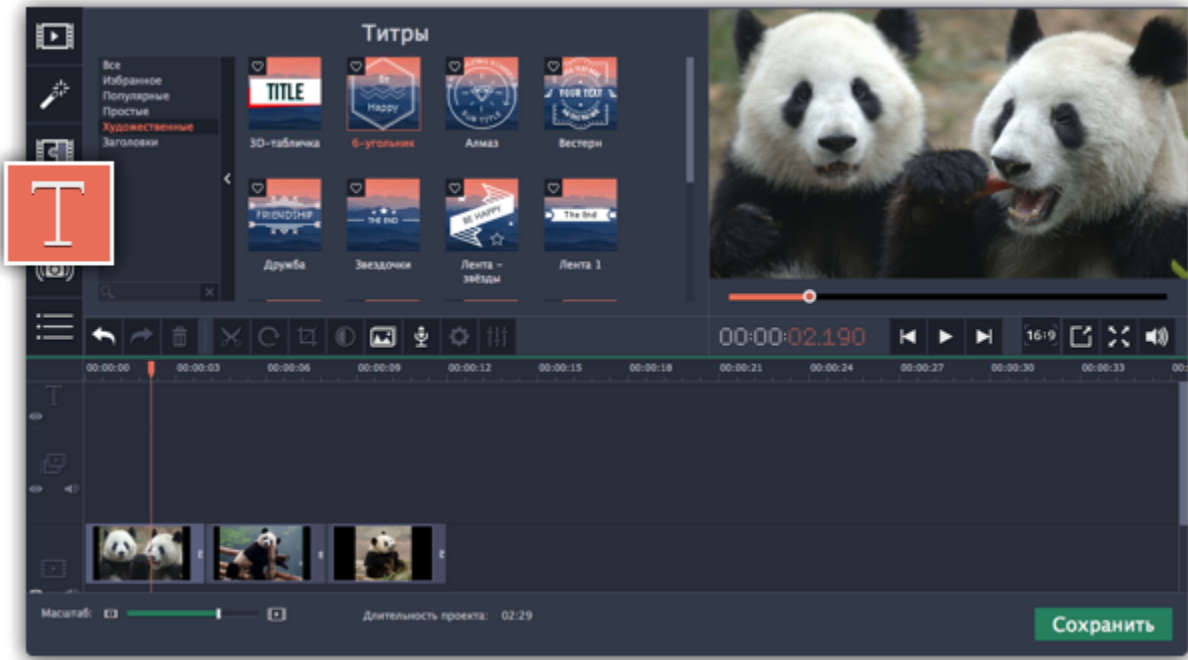 Титры
Все
Избранное
Популярные
Простые
Художественные
Заголовки
TITLE
Be
Happy
SUB TITLE
YOUR TEXT
3D-табличка
6-угольник
Алмаз
Вестерн
FRIENDSHIP
THE END
BE HAPPY
The End
Дружба
Звездочки
Лента –
звёзды
Лента 1
T
00:00:02.190
16:9
00:00:00
00:00:03
00:00:06
00:00:09
00:00:12
00:00:15
00:00:18
00:00:21
00:00:24
00:00:27
00:00:30
00:00:33
00:
T
Масштаб:
Длительность проекта: 02:29
Сохранить